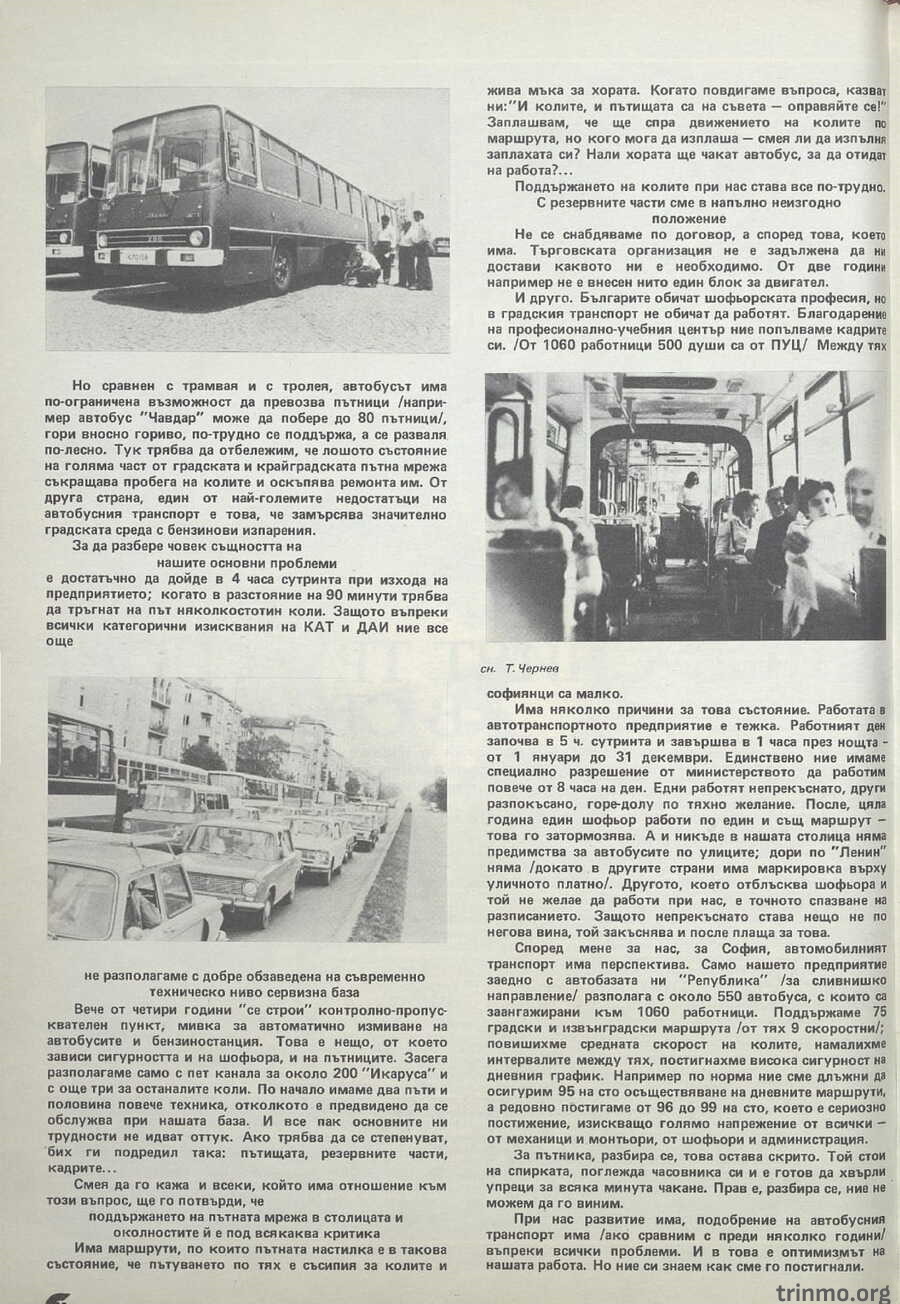 Но сравнен с трамвая и с тролея, автобусът има
по-ограничена възможност да превозва пътници /напри-
мер автобус "Чавдар" може да побере до 80 пътници/,
гори вносно гориво, по-трудно се поддържа, а се разваля
по-лесно. Тук трябва да отбележим, че лошото състояние
на голяма част от градската и крайградската пътна мрежа
съкращава пробега на колите и оскъпява ремонта им. От
друга страна, един от най-големите недостатъци на
автобусния транспорт е това, че замърсява значително
градската среда с бензинови изпарения.
За да разбере човек същността на
нашите основни проблеми
е достатъчно да дойде в 4 часа сутринта при изхода на
предприятието; когато в разстояние на 90 минути трябва
да тръгнат на път няколкостотин коли. Защото въпреки
всички категорични изисквания на КАТ и ДАИ ние все
още
не разполагаме с добре обзаведена на съвременно
техническо ниво сервизна база
Вече от четири години "се строи" контролно-пропус-
квателен пункт, мивка за автоматично измиване на
автобусите и бензиностанция. Това е нещо, от което
зависи сигурността и на шофьора, и на пътниците. Засега
разполагаме само с пет канала за около 200 "Икаруса" и
с още три за останалите коли. По начало имаме два пъти и
половина повече техника, отколкото е предвидено да се
обслужва при нашата база. И все пак основните ни
трудности не идват оттук. Ако трябва да се степенуват,
бих ги подредил така: пътищата, резервните части,
кадрите...
Смея да го кажа и всеки, който има отношение към
този въпрос, ще го потвърди, че
поддържането на пътната мрежа в столицата и
околностите ѝ е под всякаква критика
Има маршрути, по които пътната настилка е в такова
състояние, че пътуването по тях е съсипия за колите и
жива мъка за хората. Когато повдигаме въпроса, казват
ни:"И колите, и пътищата са на съвета — оправяйте се!"
Заплашвам, че ще спра движението на колите по
маршрута, но кого мога да изплаша — смея ли да изпълня
заплахата си? Нали хората ще чакат автобус, за да отидат
на работа?...
Поддържането на колите при нас става все по-трудно.
С резервните части сме в напълно неизгодно
положение
Не се снабдяваме по договор, а според това, което
има. Търговската организация не е задължена да ни
достави каквото ни е необходимо. От две години
например не е внесен нито един блок за двигател.
И друго. Българите обичат шофьорската професия, но
в градския транспорт не обичат да работят. Благодарение
на професионално-учебния център ние попълваме кадрите
си. /От 1060 работници 500 души са от ПУЦ/ Между тях
сн. Т. Чернев
софиянци са малко.
Има няколко причини за това състояние. Работата в
автотранспортното предприятие е тежка. Работният ден
започва в 5 ч. сутринта и завършва в 1 часа през нощта -
от 1 януари до 31 декември. Единствено ние имаме
специално разрешение от министерството да работим
повече от 8 часа на ден. Едни работят непрекъснато, други
разпокъсано, горе-долу по тяхно желание. После, цяла
година един шофьор работи по един и същ маршрут —
това го затормозява. А и никъде в нашата столица няма
предимства за автобусите по улиците; дори по "Ленин"
няма /докато в другите страни има маркировка върху
уличното платно/. Другото, което отблъсква шофьора и
той не желае да работи при нас, е точното спазване на
разписанието. Защото непрекъснато става нещо не по
негова вина, той закъснява и после плаща за това.
Според мене за нас, за София, автомобилният
транспорт има перспектива. Само нашето предприятие
заедно с автобазата ни "Република" /за сливнишко
направление/ разполага с около 550 автобуса, с които са
заангажирани към 1060 работници. Поддържаме 75
градски и извънградски маршрута /от тях 9 скоростни/;
повишихме средната скорост на колите, намалихме
интервалите между тях, постигнахме висока сигурност на
дневния график. Например по норма ние сме длъжни да
осигурим 95 на сто осъществяване на дневните маршрути,
а редовно постигаме от 96 до 99 на сто, което е сериозно
постижение, изискващо голямо напрежение от всички —
от механици и монтьори, от шофьори и администрация.
За пътника, разбира се, това остава скрито. Той стои
на спирката, поглежда часовника си и е готов да хвърли
упреци за всяка минута чакане. Прав е, разбира се, ние не
можем да го виним.
При нас развитие има, подобрение на автобусния
транспорт има /ако сравним с преди няколко години/
въпреки всички проблеми. И в това е оптимизмът на
нашата работа. Но ние си знаем как сме го постигнали.
trinmo.org